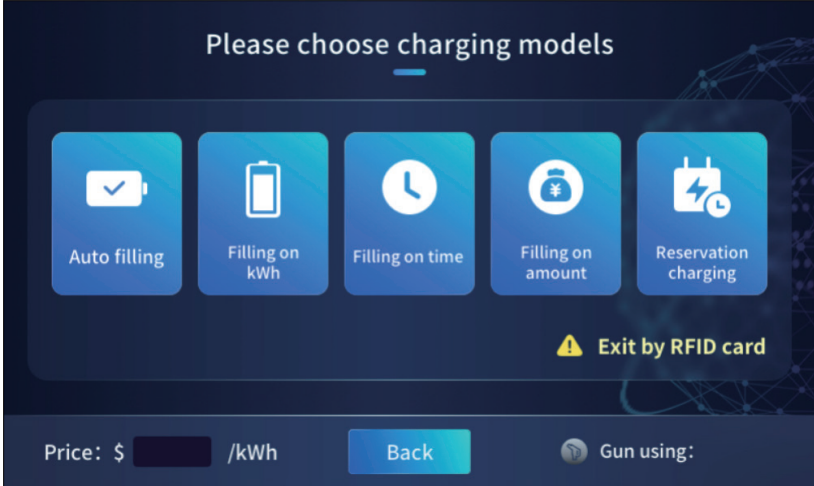 Please choose charging models
Auto filling
Filling on
kWh
Filling on time
¥
Filling on
amount
Reservation
charging
Exit by RFID card
Price: $ /kWh
Back
Gun using: